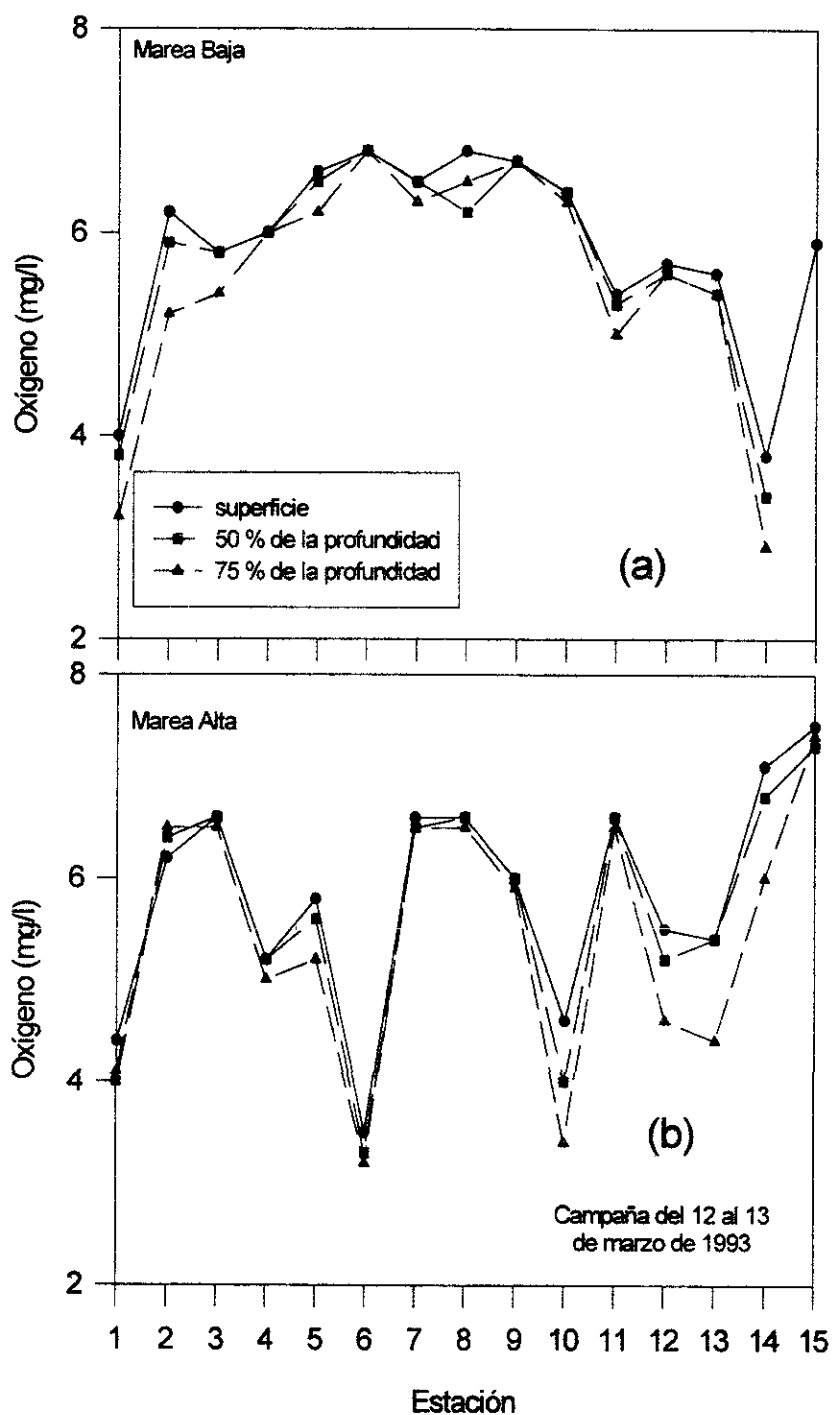 8
Marea Baja
6
Oxígeno (mg/l)
4
superficie
50 % de la profundidad
75 % de la profundidad
(a)
2
8
Marea Alta
6
Oxígeno (mg/l)
4
(b)
Campaña del 12 al 13
de marzo de 1993
2
1 2 3 4 5 6 7 8 9 10 11 12 13 14 15
Estación